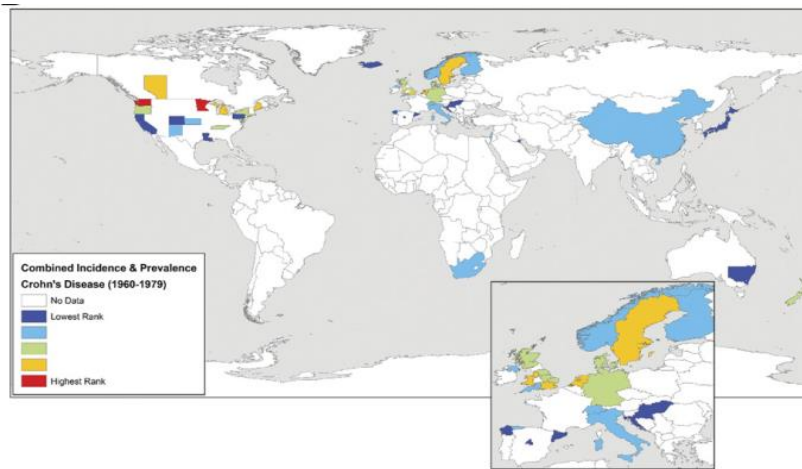 Combined Incidence & Prevalence
Crohn's Disease (1960-1979)
No Data
Lowest Rank
Highest Rank